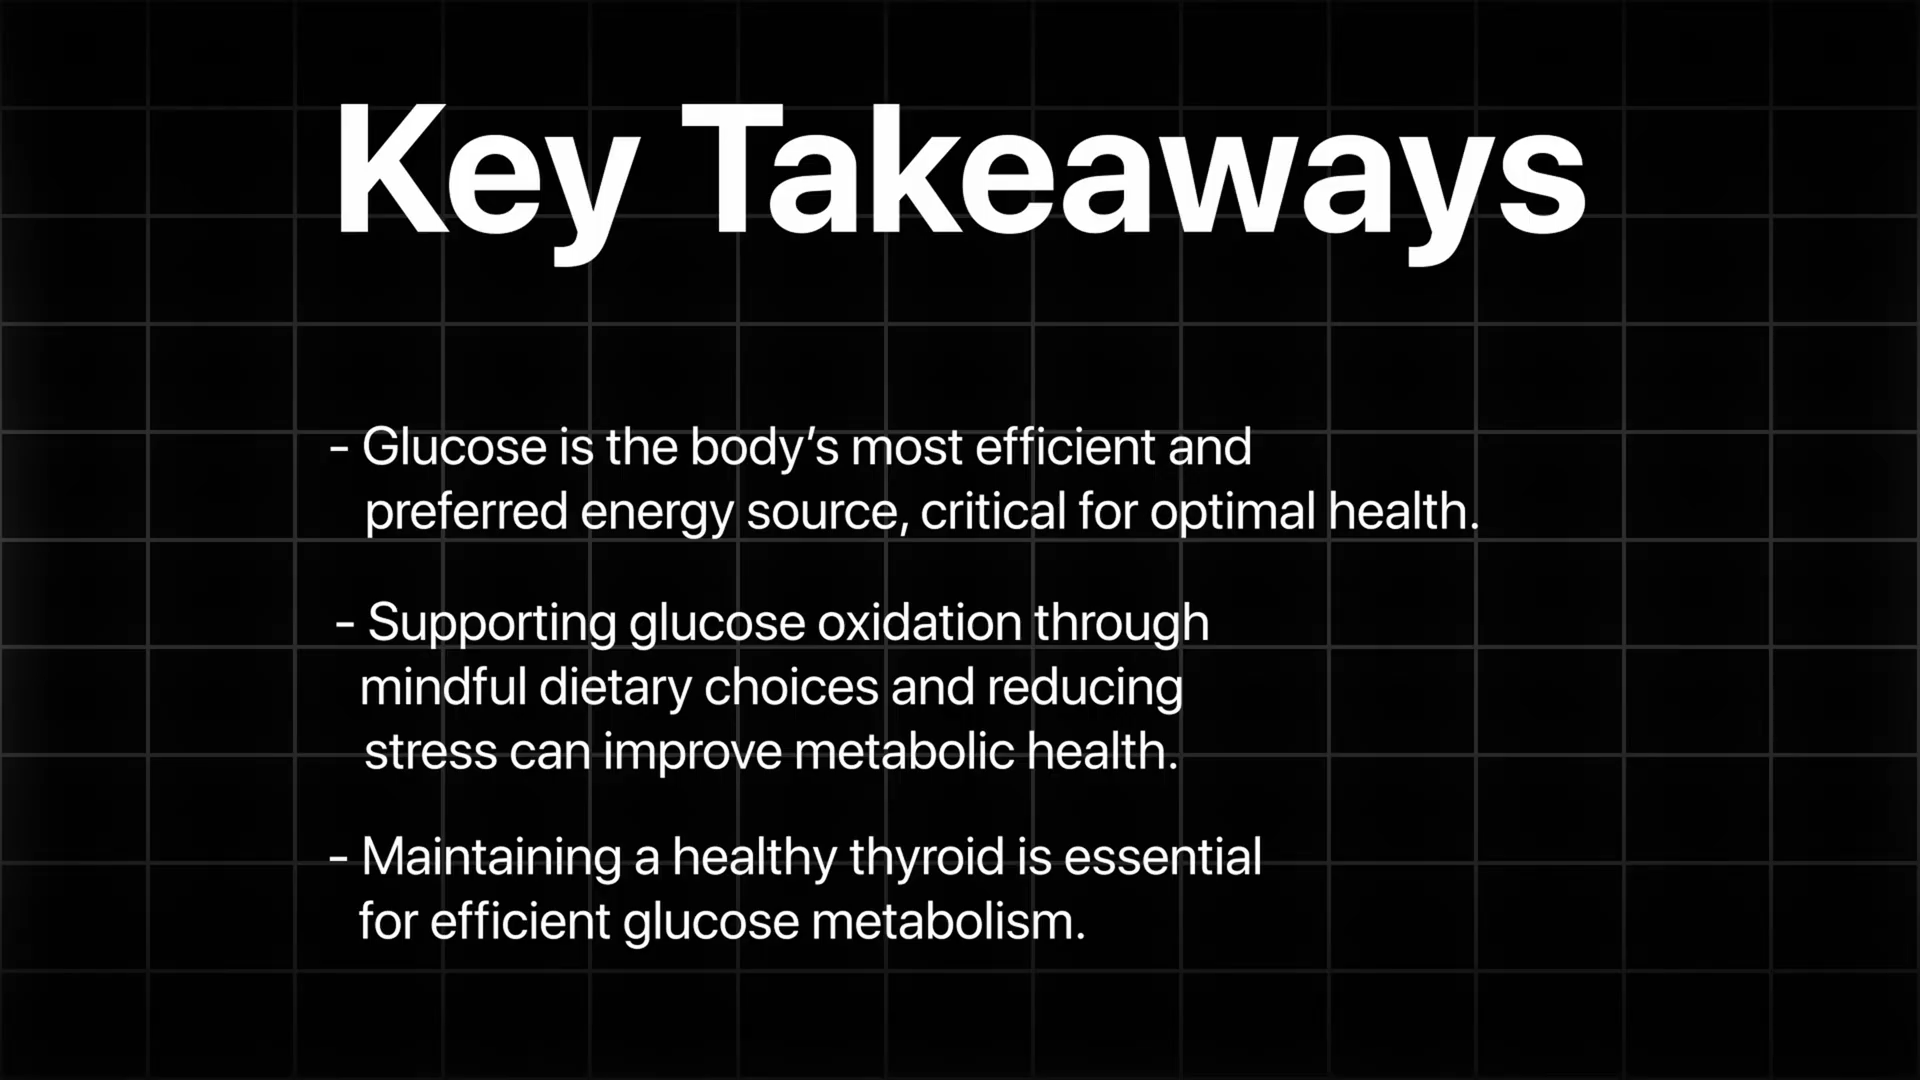 Key Takeaways
- Glucose is the body’s most efficient and
preferred energy source, critical for optimal health.
- Supporting glucose oxidation through
mindful dietary choices and reducing
stress can improve metabolic health.
- Maintaining a healthy thyroid is essential
for efficient glucose metabolism.